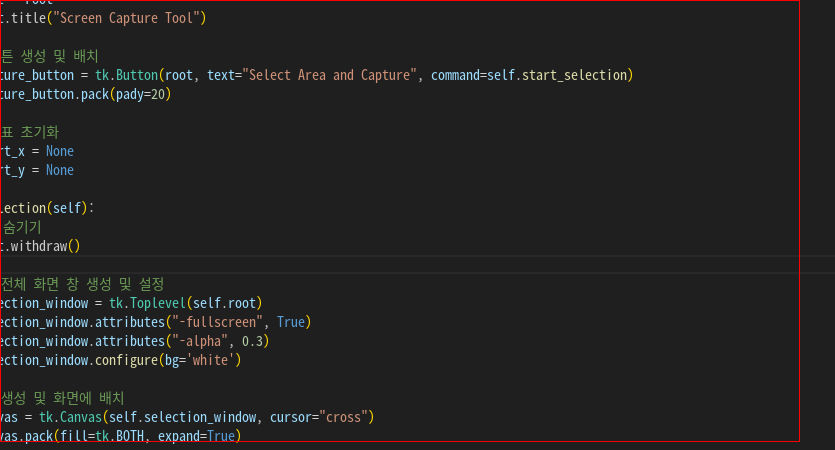 t.title("Screen Capture Tool")
튼 생성 및 배치
ture_button = tk.Button(root, text="Select Area and Capture", command=self.start_selection)
ture_button.pack(pady=20)
표 초기화
rt_x = None
rt_y = None
lection(self):
숨기기
t.withdraw()
전체 화면 창 생성 및 설정
ection_window = tk.Toplevel(self.root)
ection_window.attributes("-fullscreen", True)
ection_window.attributes("-alpha", 0.3)
ection_window.configure(bg='white')
생성 및 화면에 배치
vas = tk.Canvas(self.selection_window, cursor="cross")
vas.pack(fill=tk.BOTH, expand=True)